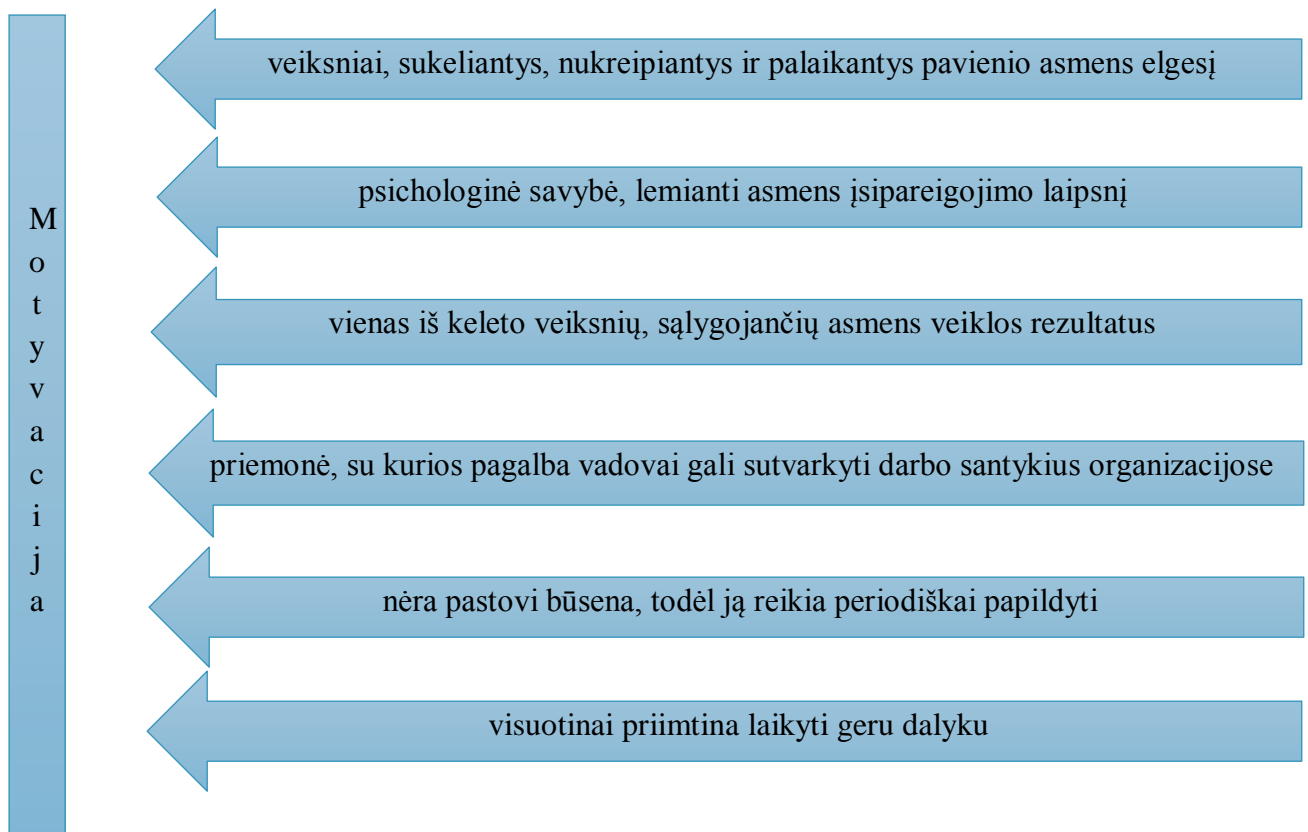 Motyvacija
veiksniai, sukeliantys, nukreipiantys ir palaikantys pavienio asmens elgesį
psichologinė savybė, lemianti asmens įsipareigojimo laipsnį
vienas iš keleto veiksnių, sąlygojančių asmens veiklos rezultatus
priemonė, su kurios pagalba vadovai gali sutvarkyti darbo santykius organizacijose
nėra pastovi būsena, todėl ją reikia periodiškai papildyti
visuotinai priimtina laikyti geru dalyku